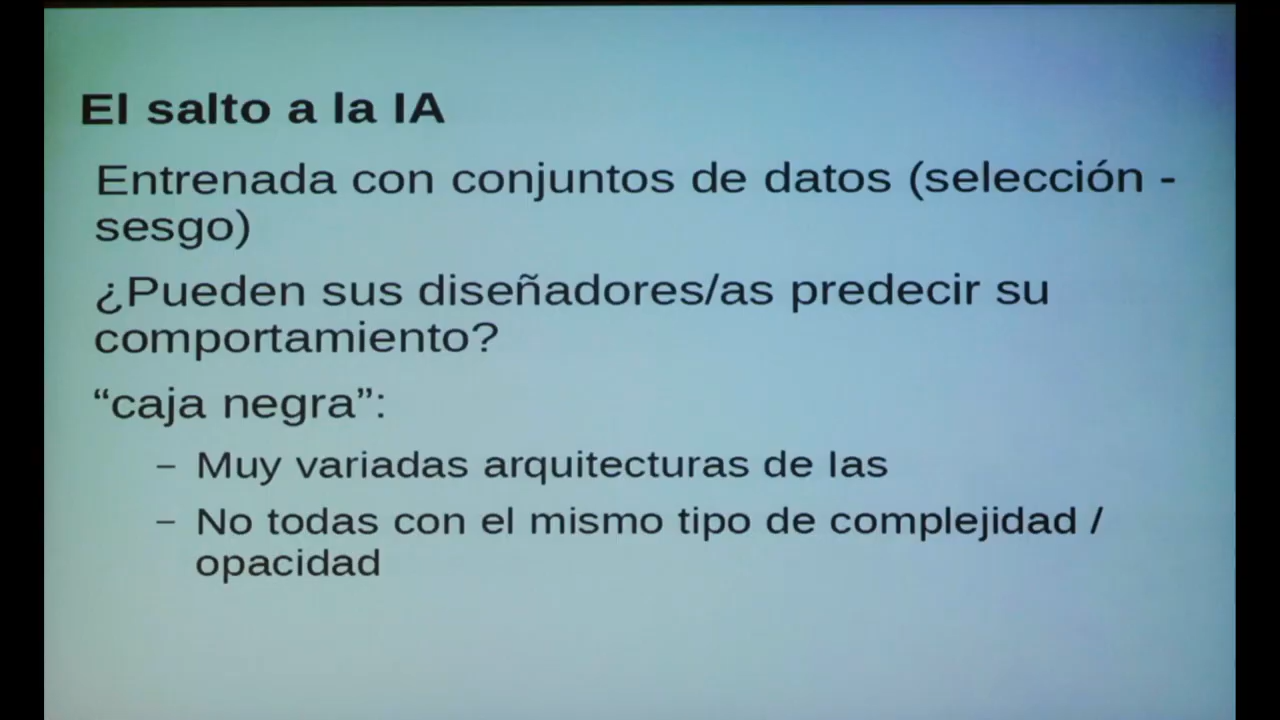 El salto a la IA
Entrenada con conjuntos de datos (selección -
sesgo)
¿Pueden sus diseñadores/as predecir su
comportamiento?
“caja negra”:
– Muy variadas arquitecturas de las
– No todas con el mismo tipo de complejidad /
opacidad